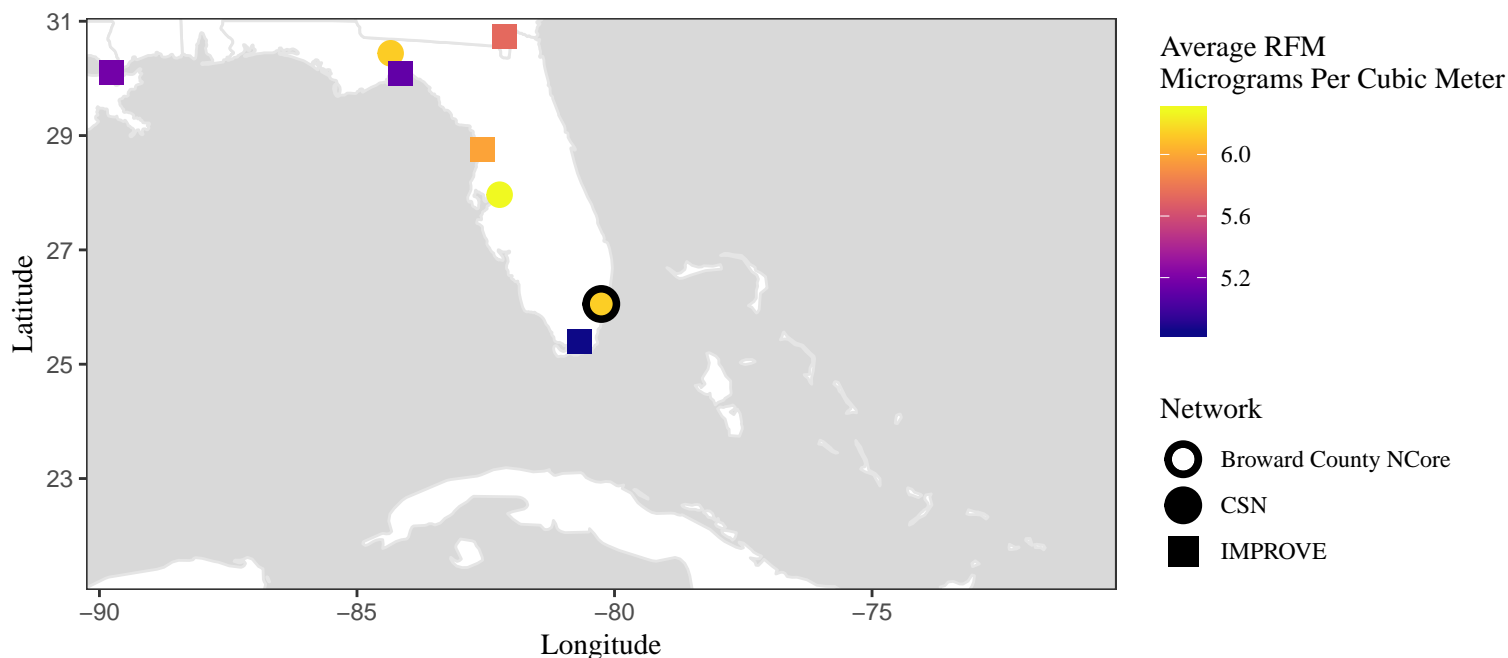 31
29
27
25
23
Latitude
−90
−85
−80
−75
Longitude
Average RFM
Micrograms Per Cubic Meter
6.0
5.6
5.2
Network
Broward County NCore
CSN
IMPROVE